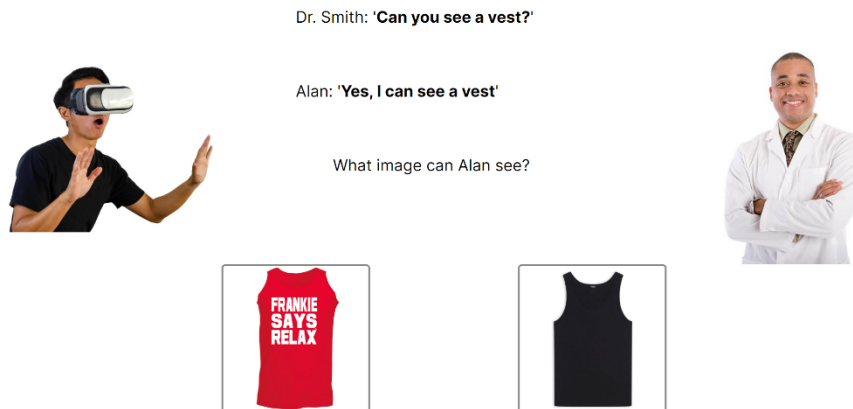 Dr. Smith: 'Can you see a vest?'
Alan: 'Yes, I can see a vest'
What image can Alan see?
FRANKIE
SAYS
RELAX